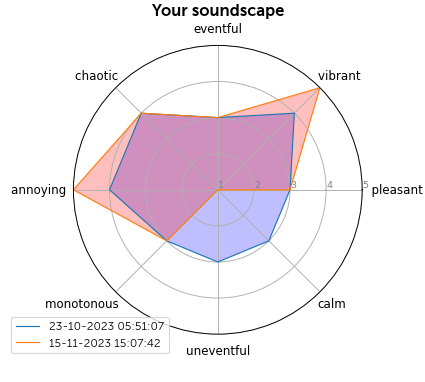 Your soundscape
eventful
chaotic
vibrant
annoying
1
2
3
4
5
pleasant
monotonous
calm
uneventful
23-10-2023 05:51:07
15-11-2023 15:07:42